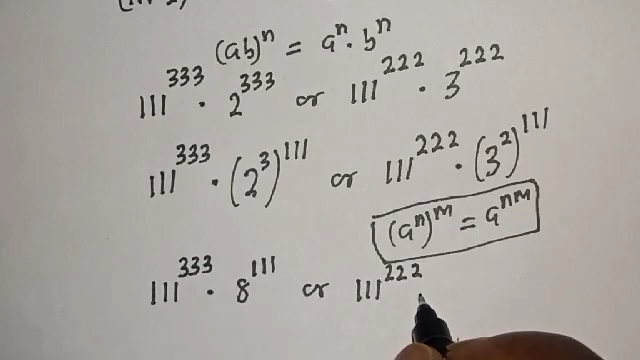 (ab)^n = a^n · b^n
111^333 · 2^333 or 111^222 · 3^222
111^333 · (2^3)^111 or 111^222 · (3^2)^111
(a^n)^m = a^nm
111^333 · 8^111 or 111^222